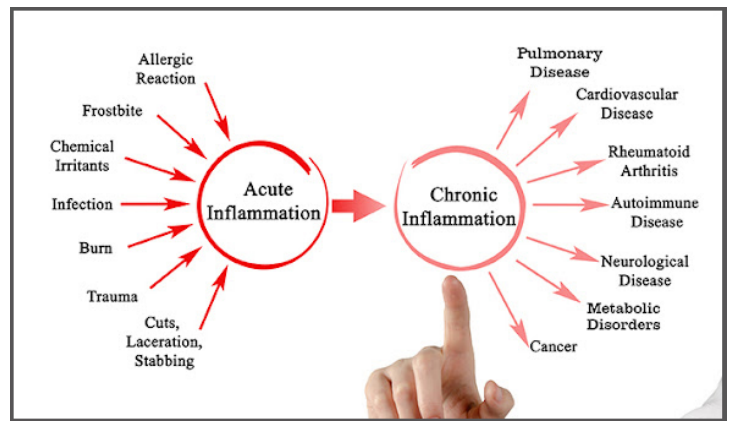 Allergic
Reaction
Frostbite
Chemical
Irritants
Infection
Burn
Trauma
Cuts,
Laceration,
Stabbing
Acute
Inflammation
Chronic
Inflammation
Pulmonary
Disease
Cardiovascular
Disease
Rheumatoid
Arthritis
Autoimmune
Disease
Neurological
Disease
Metabolic
Disorders
Cancer